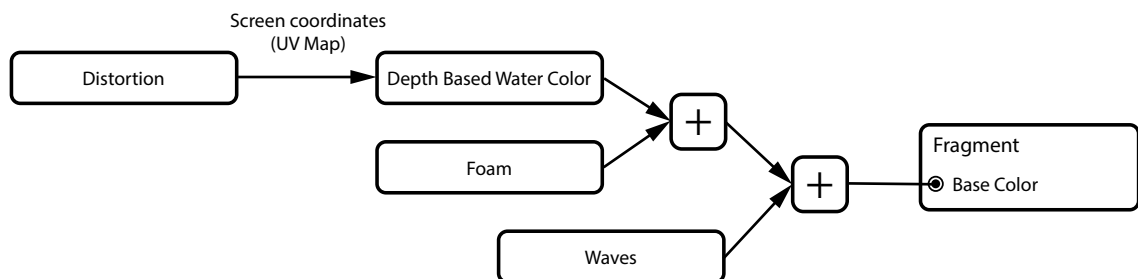 Screen coordinates
(UV Map)
Distortion
Depth Based Water Color
+
Foam
+
Fragment
Base Color
Waves